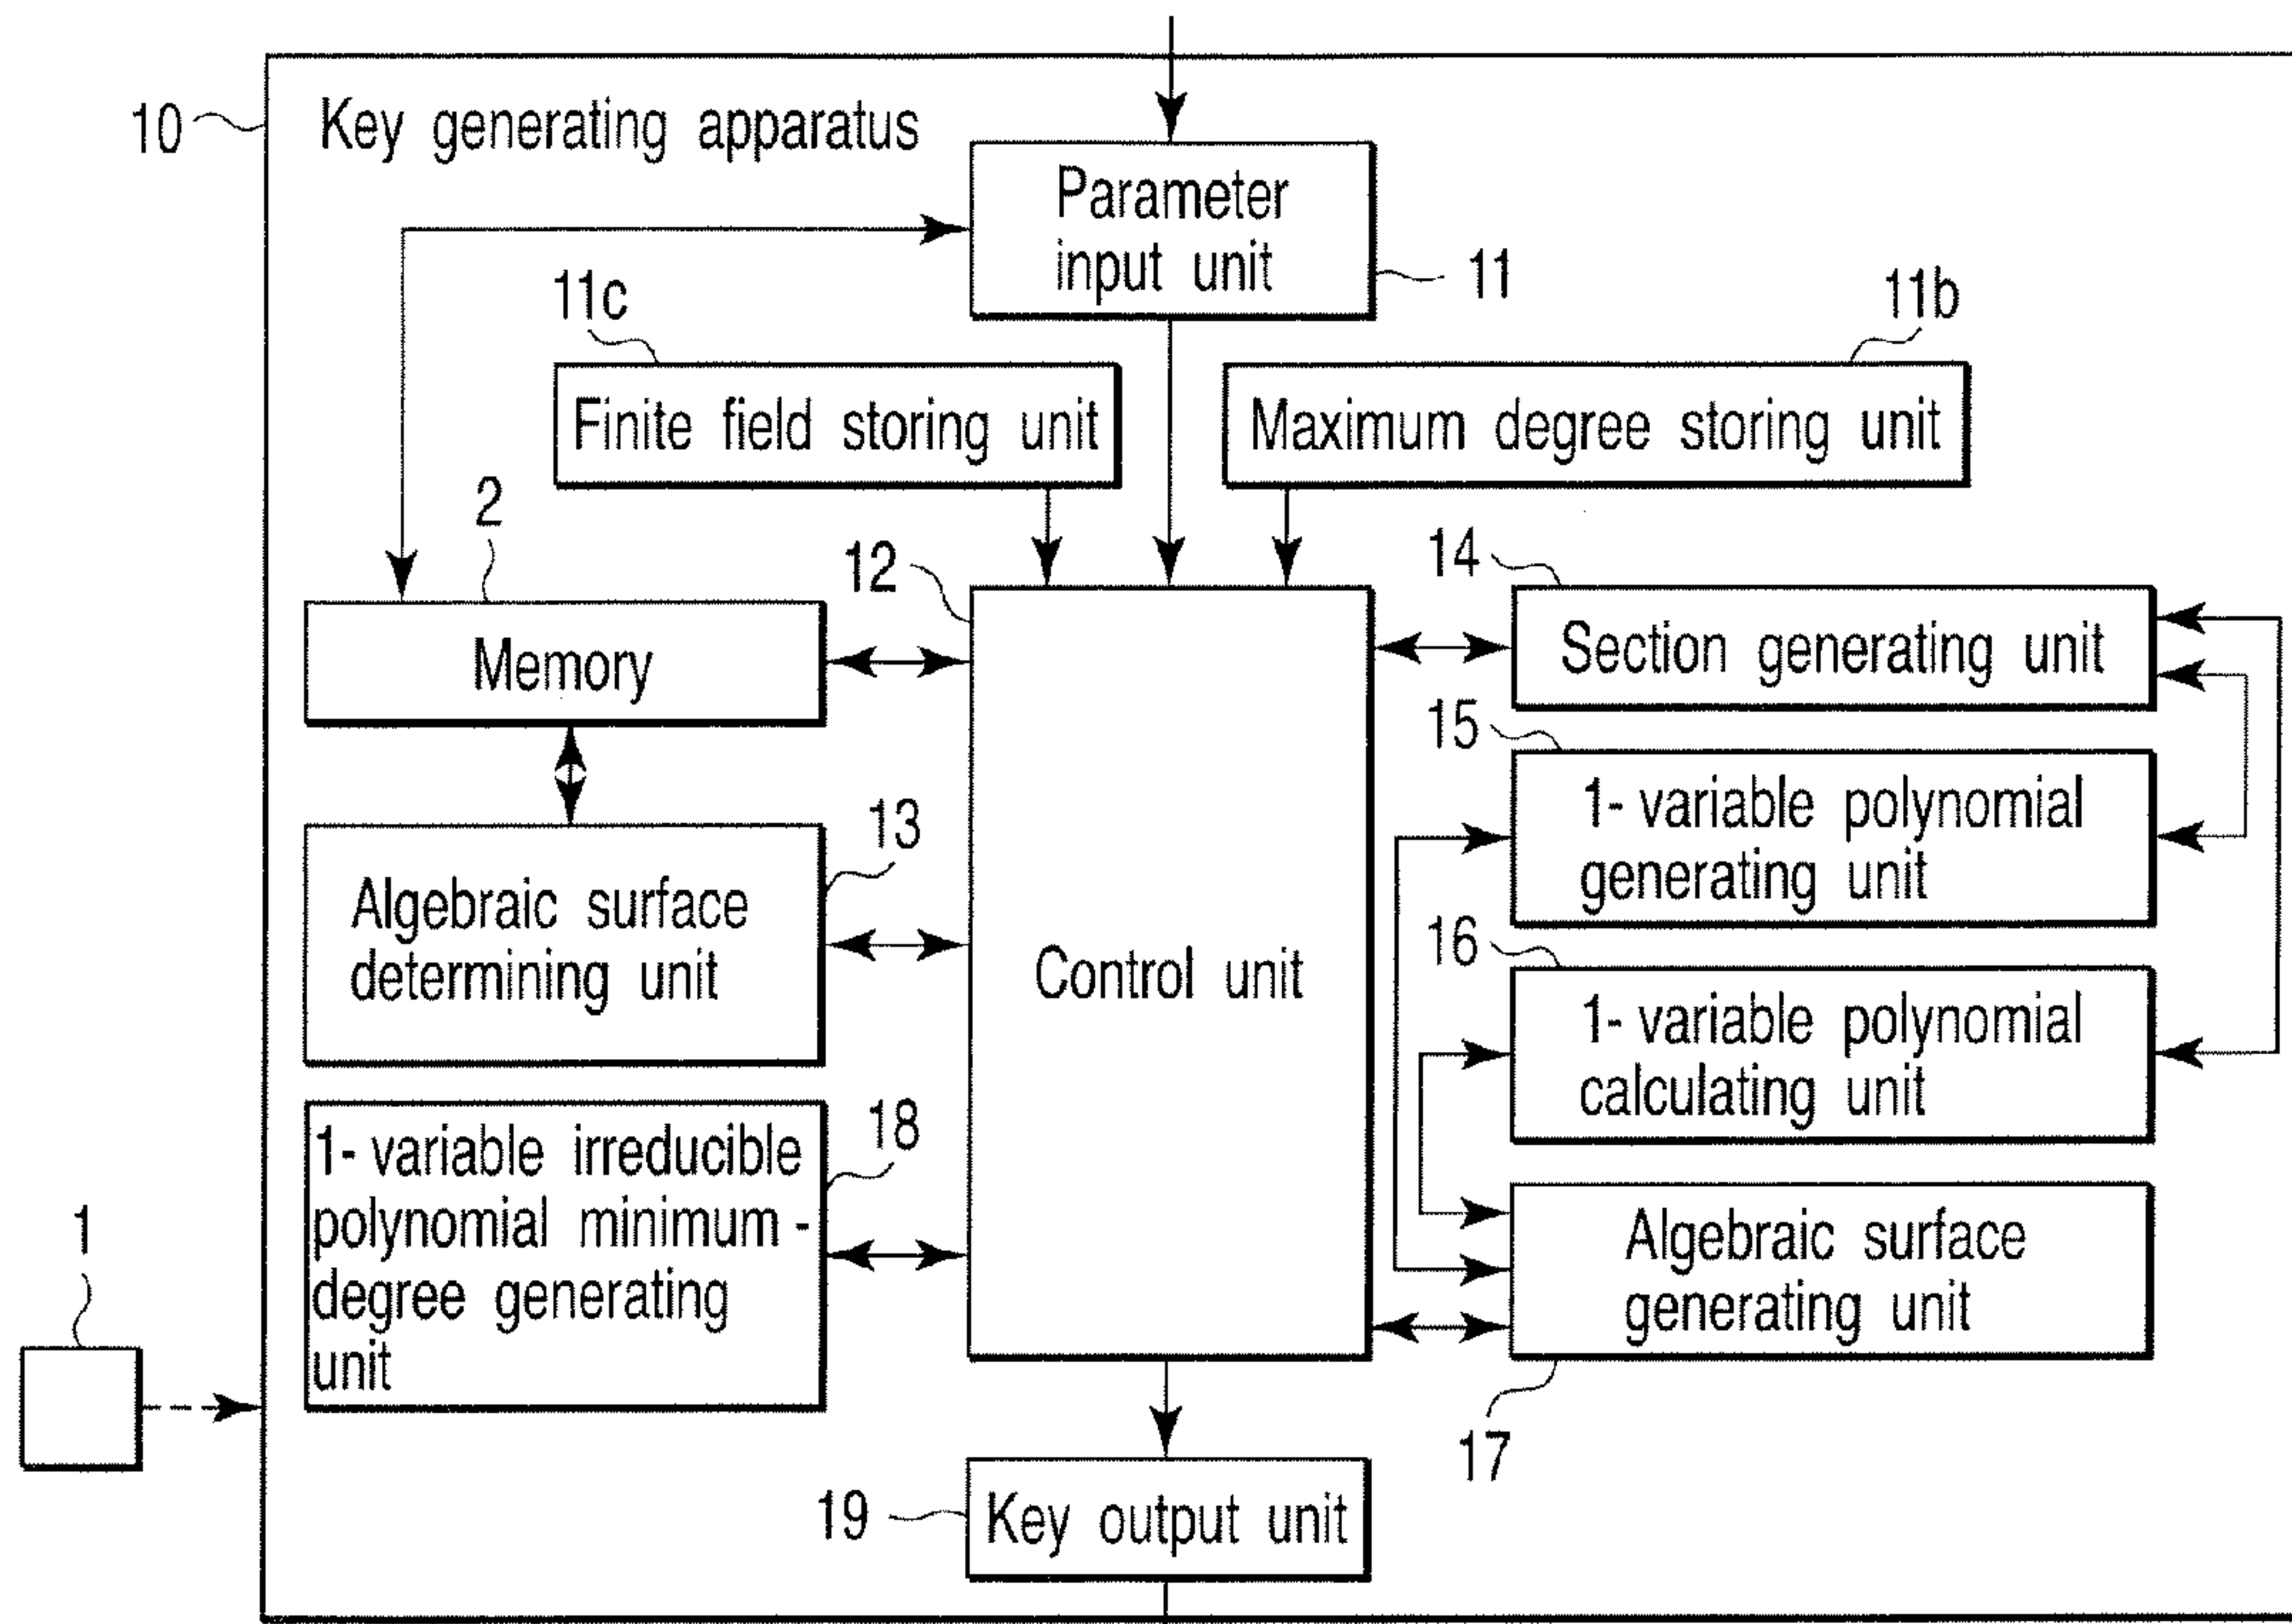 10
Key generating apparatus
Parameter
input unit
11
11c
11b
Finite field storing unit
Maximum degree storing unit
2
12
14
Memory
Section generating unit
15
13
1- variable polynomial
generating unit
Algebraic surface
determining unit
Control unit
16
1- variable polynomial
calculating unit
18
1- variable irreducible
polynomial minimum -
degree generating
unit
1
Algebraic surface
generating unit
17
19
Key output unit